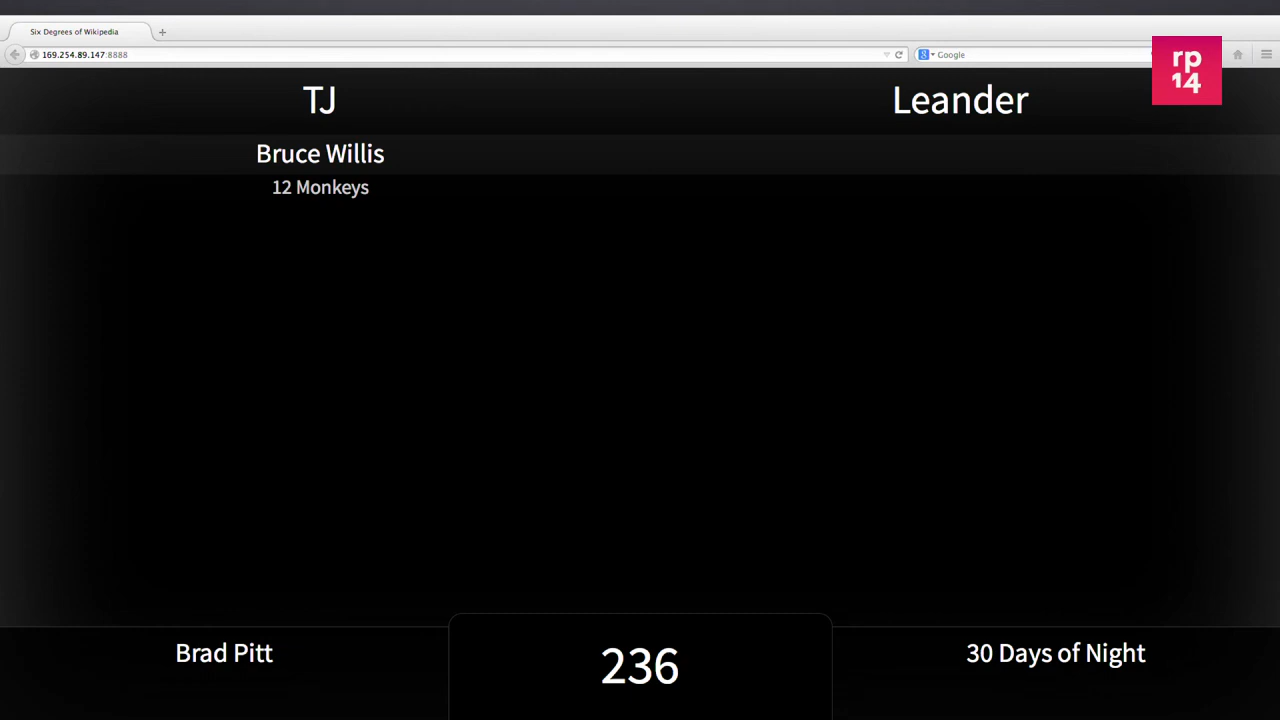 Six Degrees of Wikipedia
169.254.89.147:8888
Google
rp
14
TJ
Leander
Bruce Willis
12 Monkeys
Brad Pitt
236
30 Days of Night